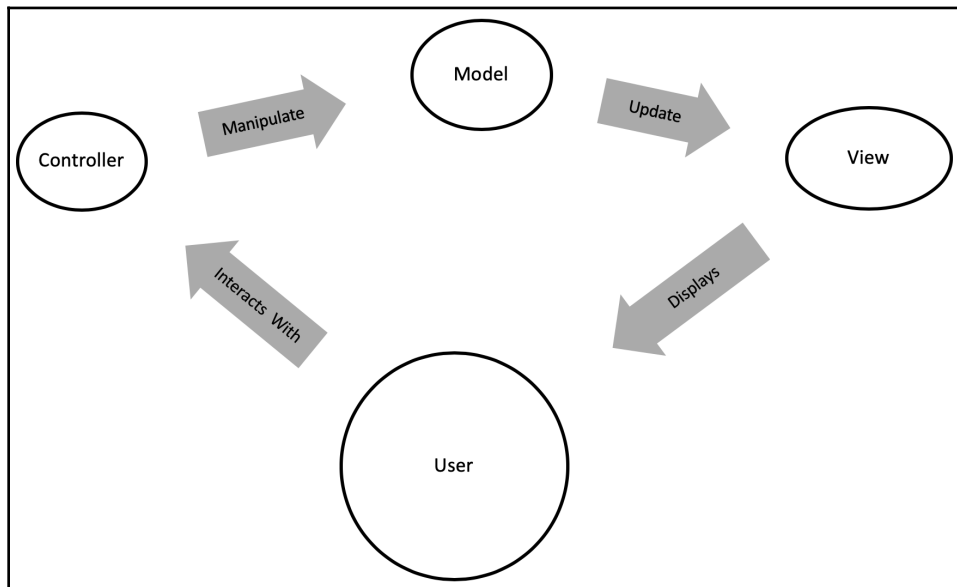 Model
Manipulate
Update
Controller
View
Interacts With
Displays
User